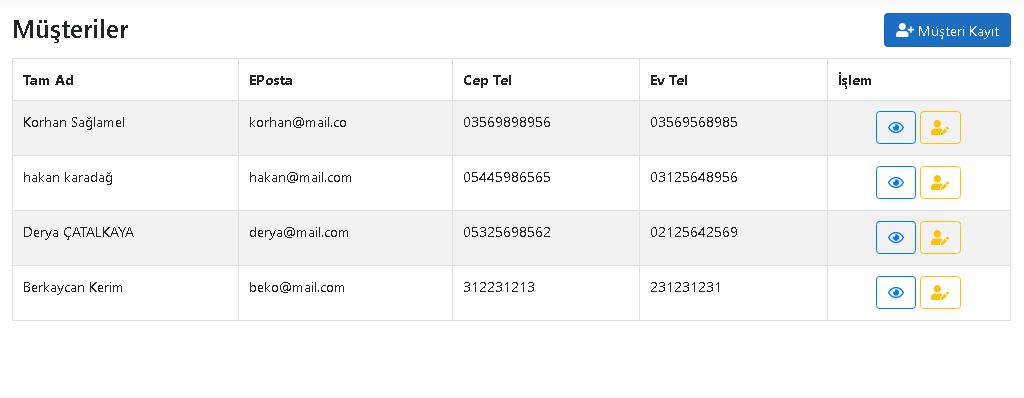 Müşteriler
Müşteri Kayıt
Tam Ad EPosta Cep Tel Ev Tel İşlem
Korhan Sağlamel korhan@mail.co 03569898956 03569568985
hakan karadağ hakan@mail.com 05445986565 03125648956
Derya ÇATALKAYA derya@mail.com 05325698562 02125642569
Berkaycan Kerim beko@mail.com 312231213 231231231